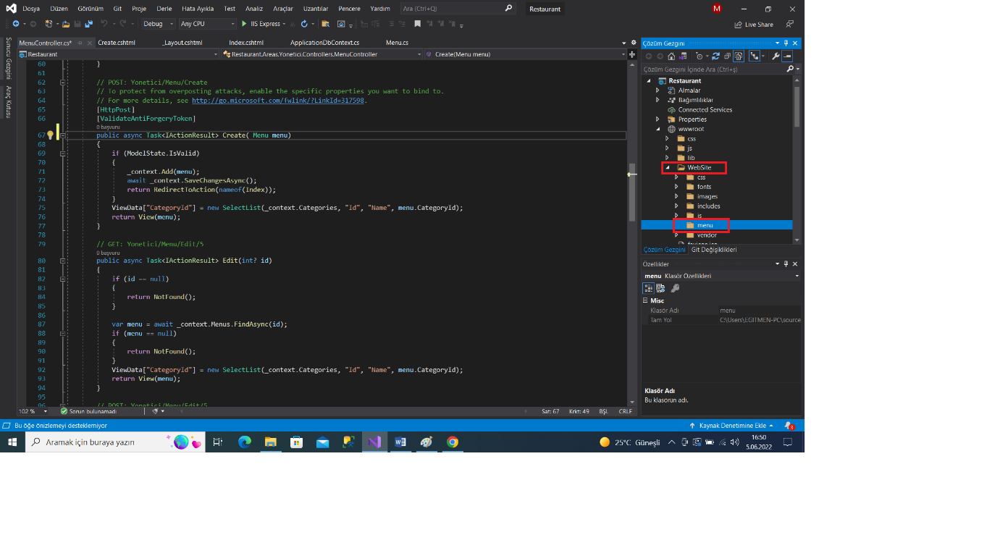 Dosya Düzen Görünüm Git Proje Derle Hata Ayıkla Test Analiz Araçlar Uzantılar Pencere Yardım Ara (Ctrl+Q) Restaurant M
Debug Any CPU IIS Express Live Share
Sunucu Gezgini
Araç Kutusu
MenuController.cs* Create.cshtml _Layout.cshtml Index.cshtml ApplicationDbContext.cs Menu.cs
Restaurant Restaurant.Areas.Yonetici.Controllers.MenuController Create(Menu menu)
60 }
61
62 // POST: Yonetici/Menu/Create
63 // To protect from overposting attacks, enable the specific properties you want to bind to.
64 // For more details, see http://go.microsoft.com/fwlink/?LinkId=317598.
65 [HttpPost]
66 [ValidateAntiForgeryToken]
0 başvuru
67 public async Task<IActionResult> Create( Menu menu)
68 {
69 if (ModelState.IsValid)
70 {
71 _context.Add(menu);
72 await _context.SaveChangesAsync();
73 return RedirectToAction(nameof(Index));
74 }
75 ViewData["CategoryId"] = new SelectList(_context.Categories, "Id", "Name", menu.CategoryId);
76 return View(menu);
77 }
78
79 // GET: Yonetici/Menu/Edit/5
0 başvuru
80 public async Task<IActionResult> Edit(int? id)
81 {
82 if (id == null)
83 {
84 return NotFound();
85 }
86
87 var menu = await _context.Menus.FindAsync(id);
88 if (menu == null)
89 {
90 return NotFound();
91 }
92 ViewData["CategoryId"] = new SelectList(_context.Categories, "Id", "Name", menu.CategoryId);
93 return View(menu);
94 }
95
96 // POST: Yonetici/Menu/Edit/5
102 % Sorun bulunamadı Sat: 67 Krkt: 49 BŞL CRLF
Çözüm Gezgini
Çözüm Gezgini İçinde Ara (Ctrl+ş)
Restaurant
Almalar
Bağımlılıklar
Connected Services
Properties
wwwroot
css
js
lib
WebSite
css
fonts
images
includes
js
menu
vendor
favicon.ico
Çözüm Gezgini Git Değişiklikleri
Özellikler
menu Klasör Özellikleri
Misc
Klasör Adı menu
Tam Yol C:\Users\EGITMEN-PC\source
Klasör Adı
Bu klasörün adı.
Bu öğe önizlemeyi desteklemiyor Kaynak Denetimine Ekle 3
Aramak için buraya yazın 25°C Güneşli 16:50
5.06.2022